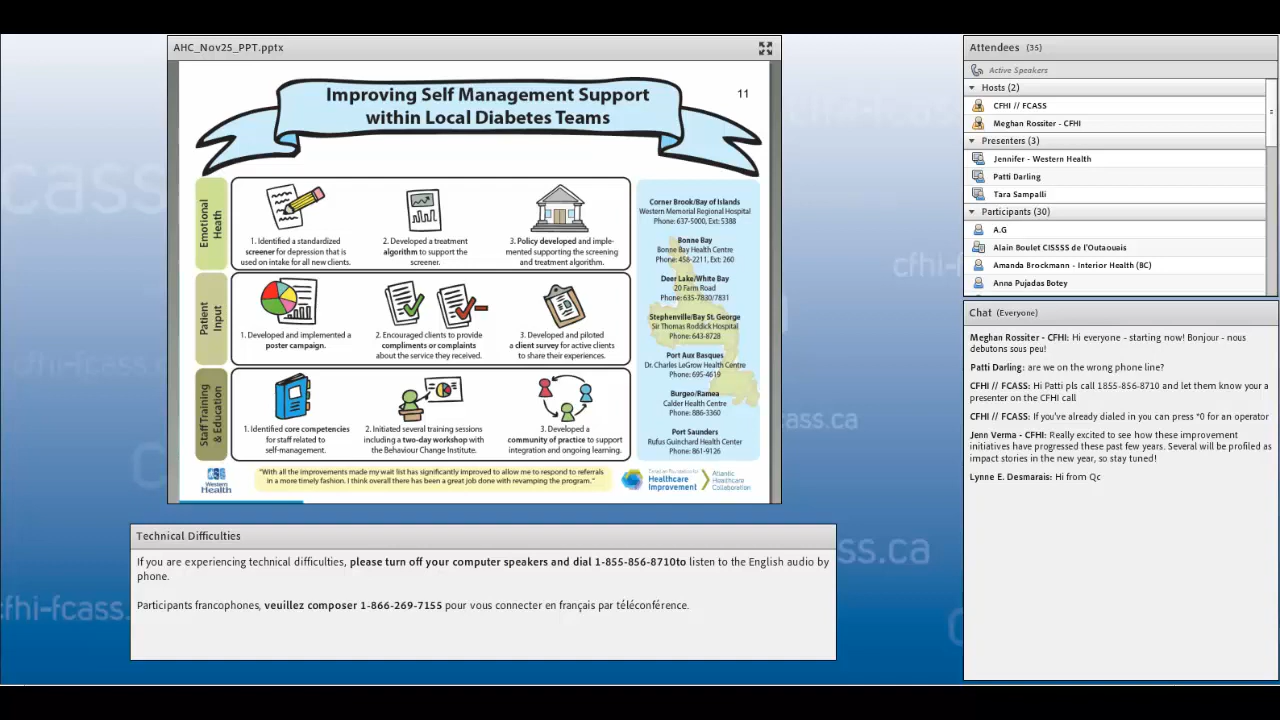 AHC_Nov25_PPT.pptx
Improving Self Management Support
within Local Diabetes Teams
11
Emotional
Heath
1. Identified a standardized
screener for depression that is
used on intake for all new clients.
2. Developed a treatment
algorithm to support the
screener.
3. Policy developed and imple-
mented supporting the screening
and treatment algorithm.
Patient
Input
1. Developed and implemented a
poster campaign.
2. Encouraged clients to provide
compliments or complaints
about the service they received.
3. Developed and piloted
a client survey for active clients
to share their experiences.
Staff Training
& Education
1. Identified core competencies
for staff related to
self-management.
2. Initiated several training sessions
including a two-day workshop with
the Behaviour Change Institute.
3. Developed a
community of practice to support
integration and ongoing learning.
Corner Brook/Bay of Islands
Western Memorial Regional Hospital
Phone: 637-5000, Ext: 5388
Bonne Bay
Bonne Bay Health Centre
Phone: 458-2211, Ext: 260
Deer Lake/White Bay
20 Farm Road
Phone: 635-7830/7831
Stephenville/Bay St. George
Sir Thomas Roddick Hospital
Phone: 643-8728
Port Aux Basques
Dr. Charles LeGrow Health Centre
Phone: 695-4619
Burgeo/Ramea
Calder Health Centre
Phone: 886-3360
Port Saunders
Rufus Guinchard Health Center
Phone: 861-9126
Western
Health
"With all the improvements made my wait list has significantly improved to allow me to respond to referrals
in a more timely fashion. I think overall there has been a great job done with revamping the program."
Canadian Foundation for
Healthcare
Improvement
Atlantic
Healthcare
Collaboration
Technical Difficulties
If you are experiencing technical difficulties, please turn off your computer speakers and dial 1-855-856-8710to listen to the English audio by
phone.
Participants francophones, veuillez composer 1-866-269-7155 pour vous connecter en français par téléconférence.
Attendees (35)
Active Speakers
Hosts (2)
CFHI // FCASS
Meghan Rossiter - CFHI
Presenters (3)
Jennifer - Western Health
Patti Darling
Tara Sampalli
Participants (30)
A.G
Alain Boulet CISSSS de l'Outaouais
Amanda Brockmann - Interior Health (BC)
Anna Pujadas Botey
Chat (Everyone)
Meghan Rossiter - CFHI: Hi everyone - starting now! Bonjour - nous
debutons sous peu!
Patti Darling: are we on the wrong phone line?
CFHI // FCASS: Hi Patti pls call 1855-856-8710 and let them know your a
presenter on the CFHI call
CFHI // FCASS: If you've already dialed in you can press *0 for an operator
Jenn Verma - CFHI: Really excited to see how these improvement
initiatives have progressed these past few years. Several will be profiled as
impact stories in the new year, so stay tuned!
Lynne E. Desmarais: Hi from Qc
cass.
cfhi-fcass
cfhi-fcass.
ss.ca
ass.ca
cfhi-